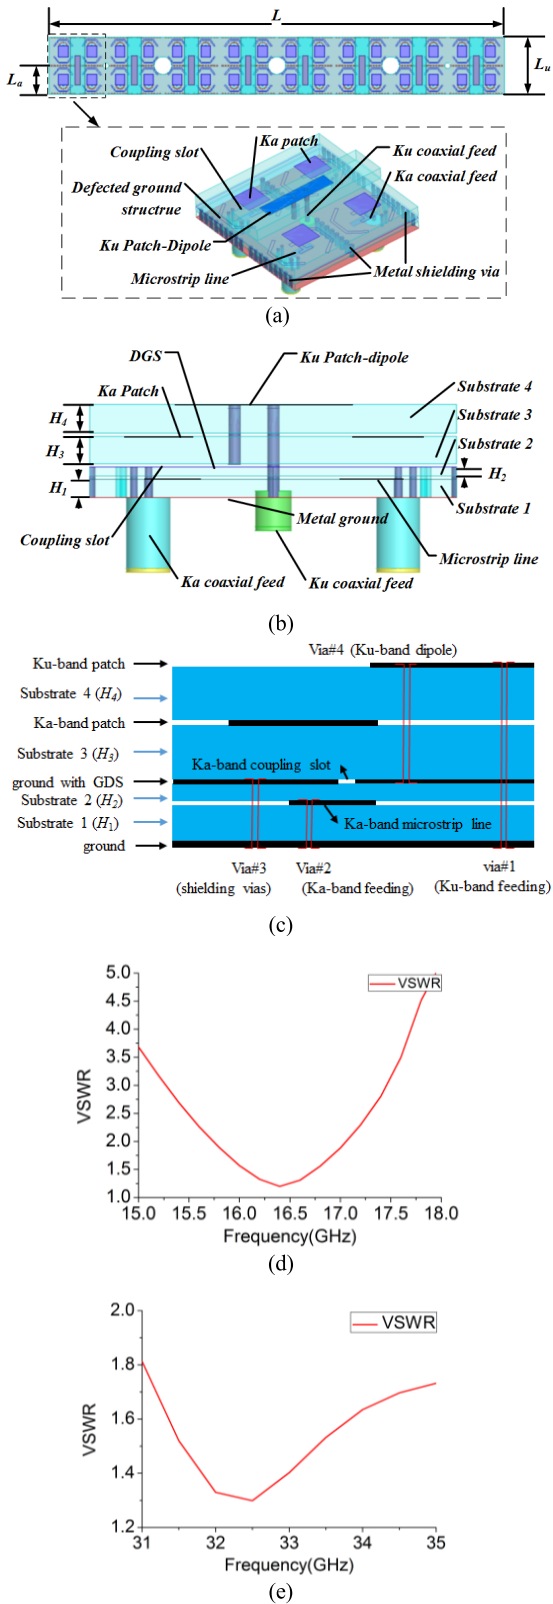 L
La
Lu
Coupling slot
Ka patch
Ku coaxial feed
Ka coaxial feed
Defected ground
structrue
Ku Patch-Dipole
Microstrip line
Metal shielding via
(a)
DGS
Ku Patch-dipole
Ka Patch
Substrate 4
H4
Substrate 3
H3
Substrate 2
H2
H1
Substrate 1
Coupling slot
Metal ground
Microstrip line
Ka coaxial feed
Ku coaxial feed
(b)
Via#4 (Ku-band dipole)
Ku-band patch
Substrate 4 (H4)
Ka-band patch
Substrate 3 (H3)
Ka-band coupling slot
ground with GDS
Substrate 2 (H2)
Substrate 1 (H1)
Ka-band microstrip line
ground
Via#3
(shielding vias)
Via#2
(Ka-band feeding)
via#1
(Ku-band feeding)
(c)
5.0
4.5
4.0
3.5
3.0
2.5
2.0
1.5
1.0
VSWR
VSWR
15.0 15.5 16.0 16.5 17.0 17.5 18.0
Frequency(GHz)
(d)
2.0
1.8
1.6
1.4
1.2
VSWR
VSWR
31 32 33 34 35
Frequency(GHz)
(e)